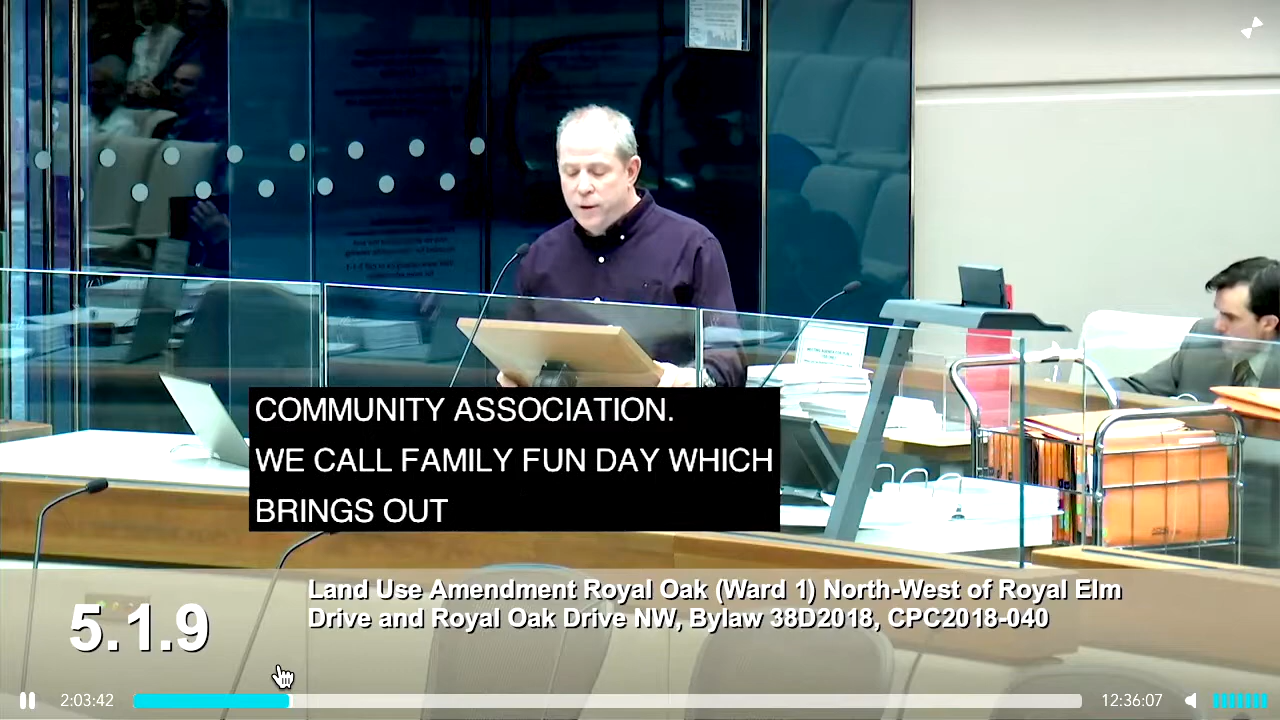 COMMUNITY ASSOCIATION.
WE CALL FAMILY FUN DAY WHICH
BRINGS OUT
5.1.9
Land Use Amendment Royal Oak (Ward 1) North-West of Royal Elm
Drive and Royal Oak Drive NW, Bylaw 38D2018, CPC2018-040
2:03:42
12:36:07